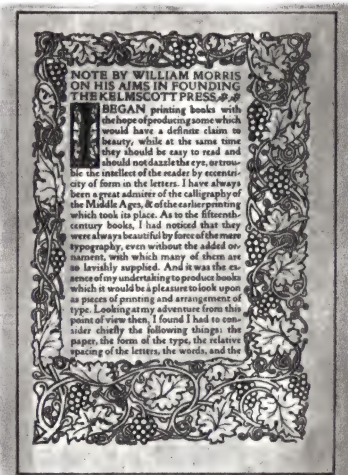 NOTE BY WILLIAM MORRIS
ON HIS AIMS IN FOUNDING
THE KELMSCOTT PRESS
I BEGAN printing books with
the hope of producing some which
would have a definite claim to
beauty, while at the same time
they should be easy to read and
should not dazzle the eye, or trou-
ble the intellect of the reader by eccentri-
city of form in the letters. I have always
been a great admirer of the calligraphy of
the Middle Ages, & of the earlier printing
which took its place. As to the fifteenth-
century books, I had noticed that they
were always beautiful by force of the mere
typography, even without the added or-
nament, with which many of them are
so lavishly supplied. And it was the es-
sence of my undertaking to produce books
which it would be a pleasure to look upon
as pieces of printing and arrangement of
type. Looking at my adventure from this
point of view then, I found I had to con-
sider chiefly the following things: the
paper, the form of the type, the relative
spacing of the letters, the words, and the